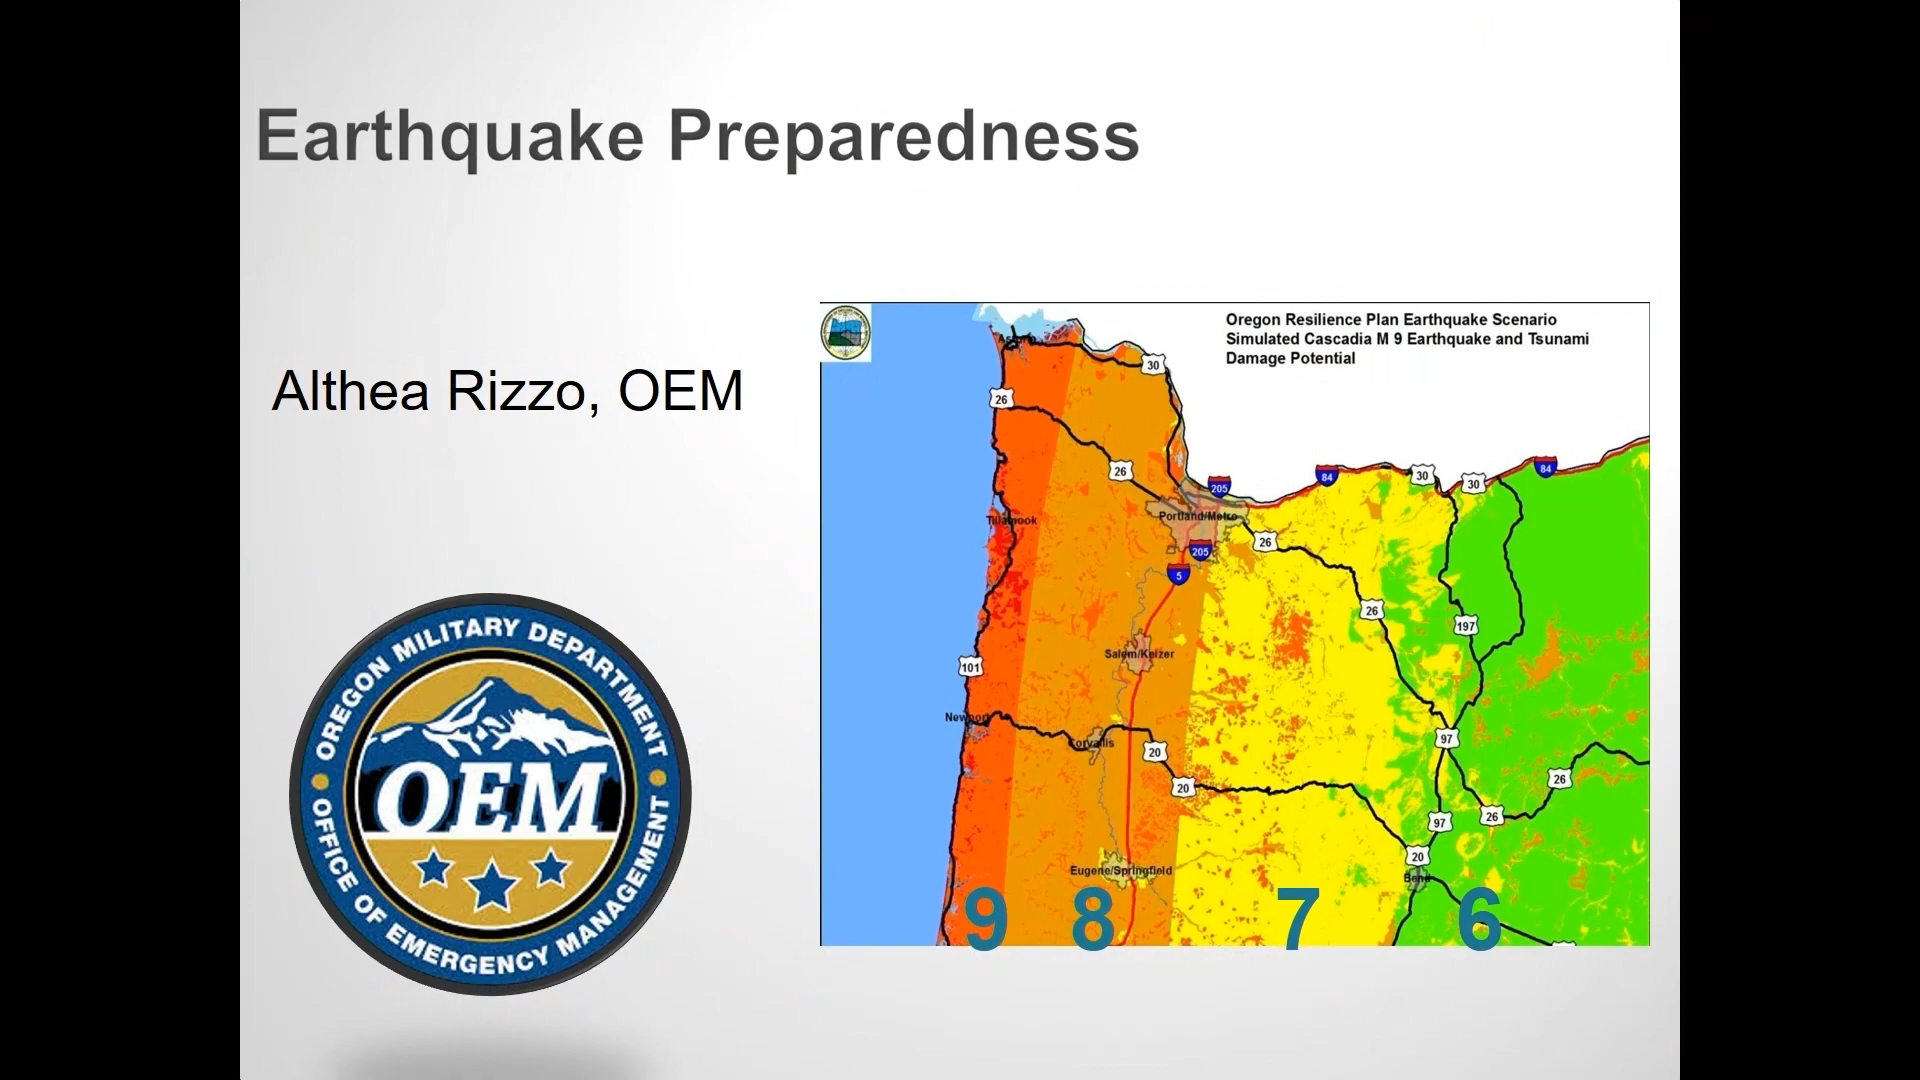 Earthquake Preparedness
Althea Rizzo, OEM
OREGON MILITARY DEPARTMENT
OEM
OFFICE OF EMERGENCY MANAGEMENT
Oregon Resilience Plan Earthquake Scenario
Simulated Cascadia M 9 Earthquake and Tsunami
Damage Potential
30
26
26
205
84
30
30
84
Tillamook
Portland/Metro
26
205
5
26
197
Salem/Keizer
101
Newport
Corvallis
20
97
20
26
97
26
20
Eugene/Springfield
Bend
9 8 7 6